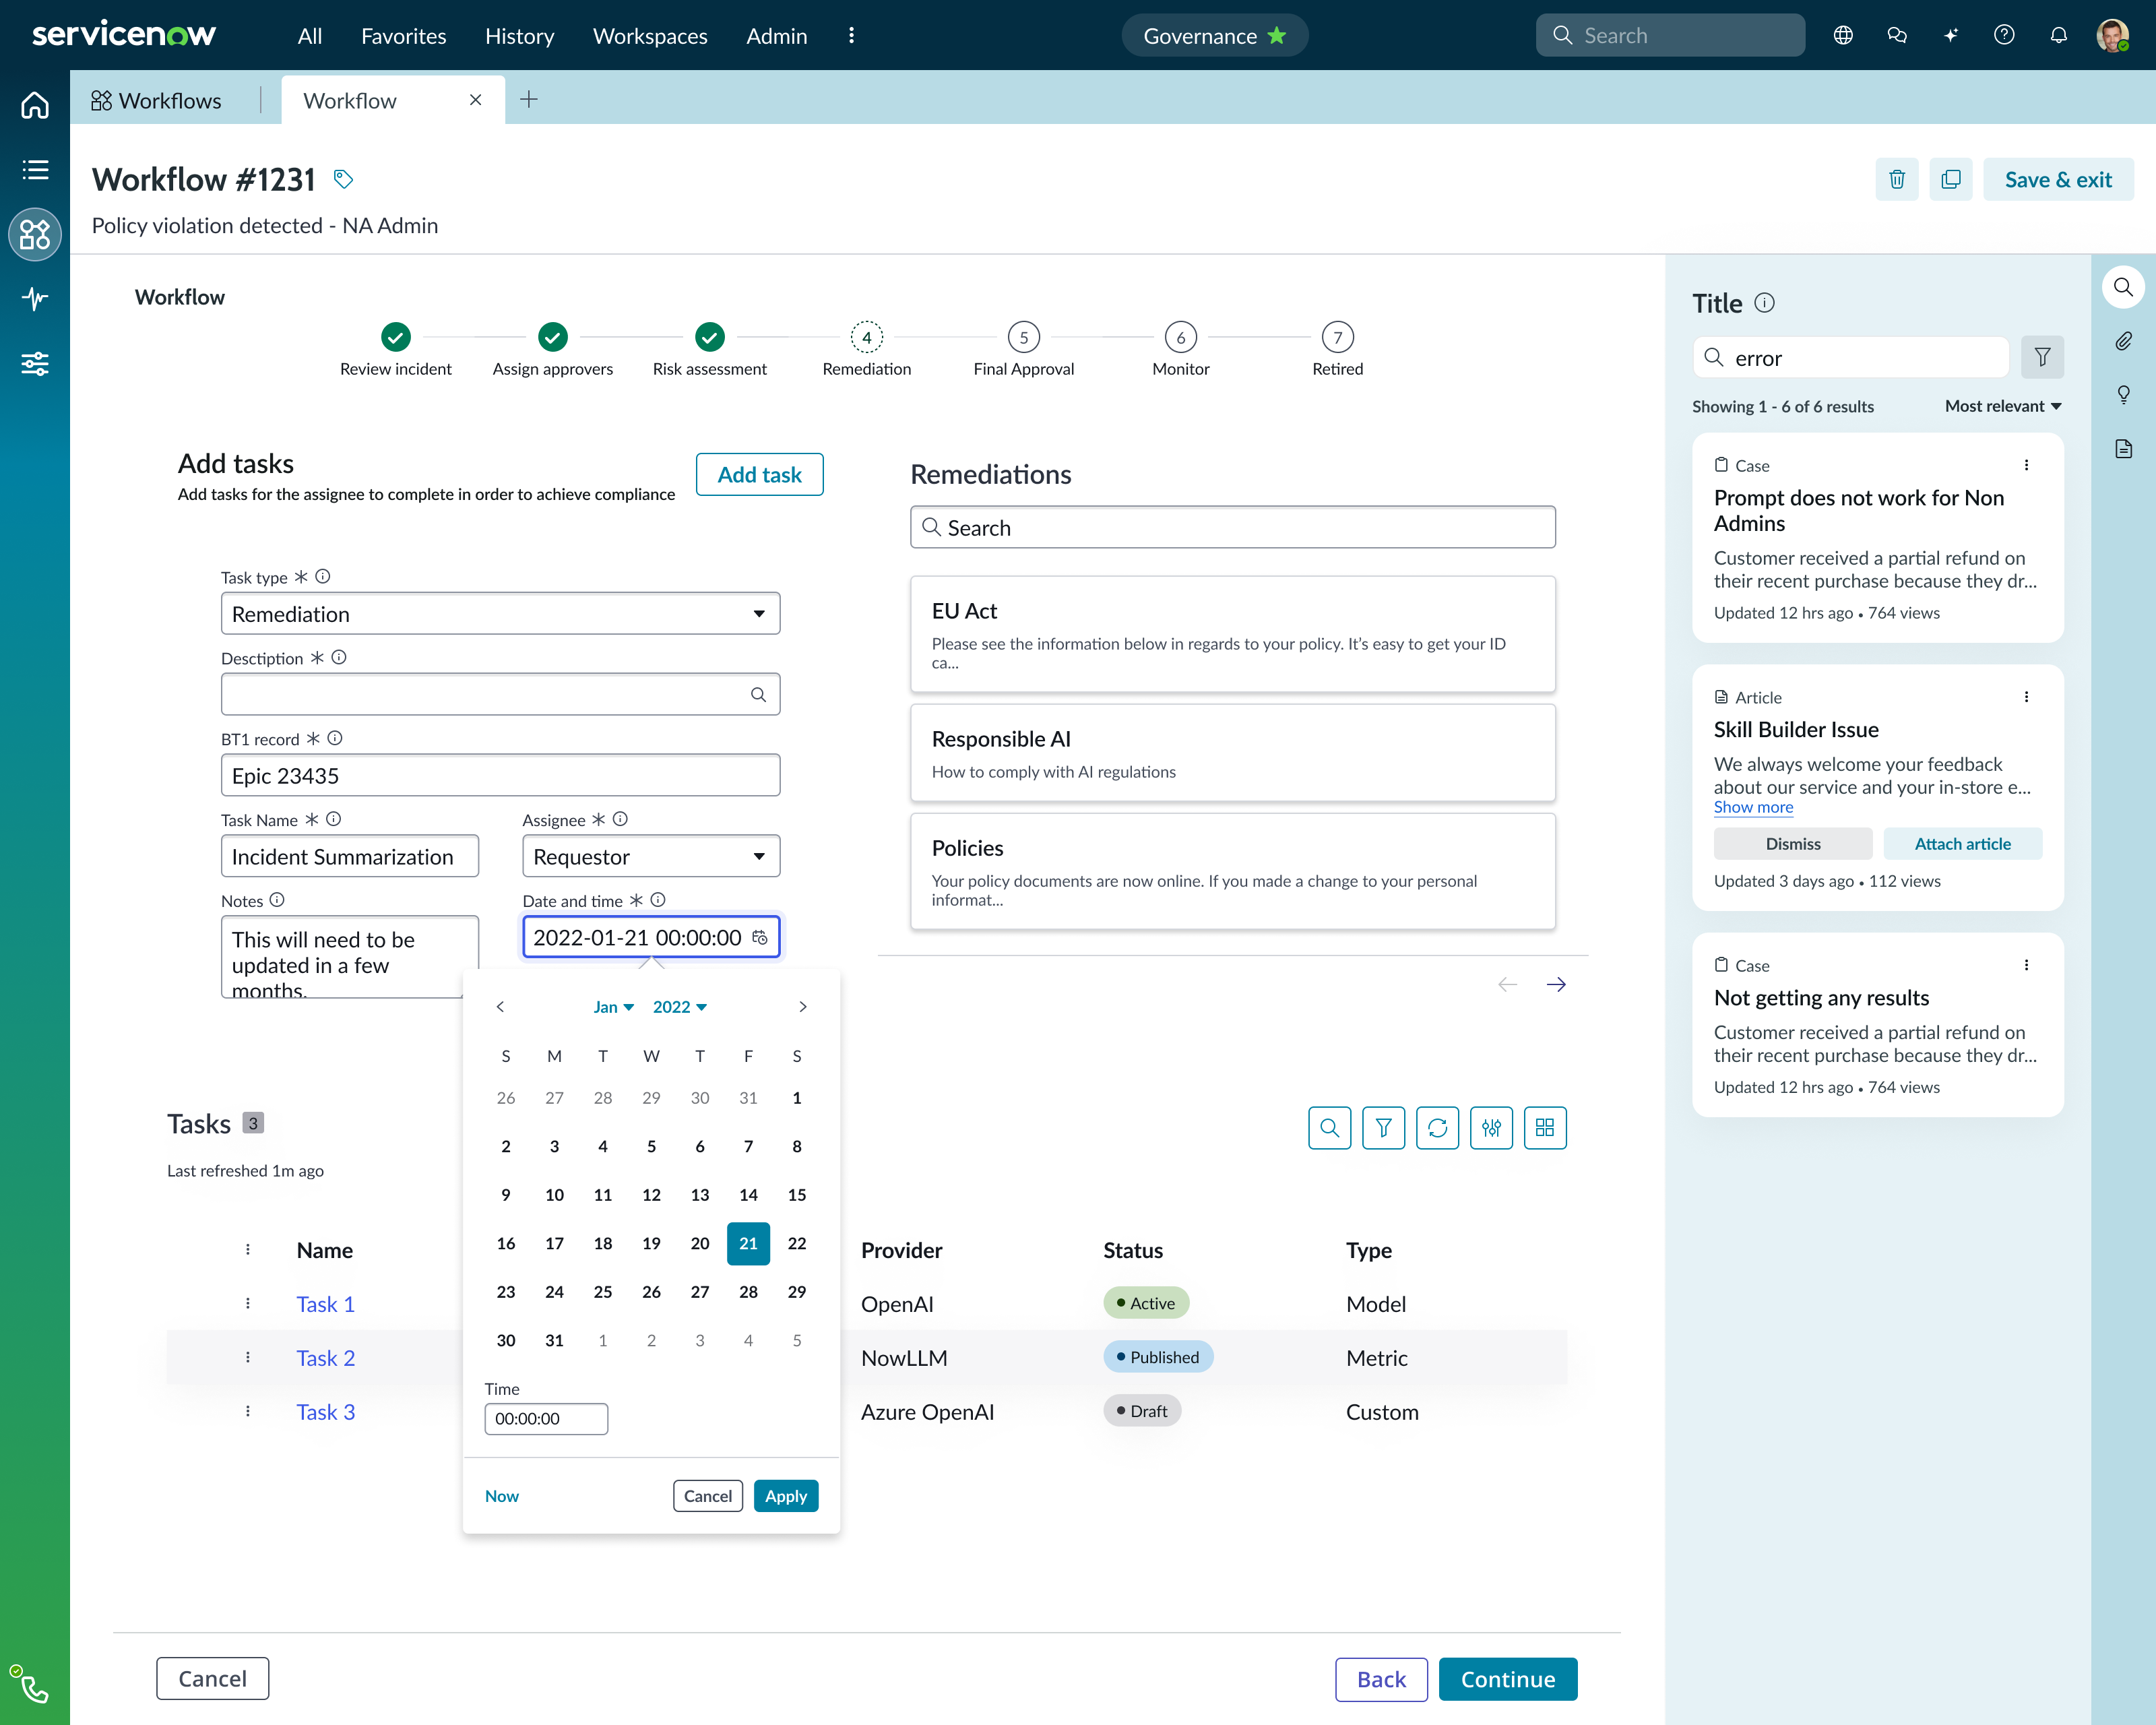 servicenow
All Favorites History Workspaces Admin
Governance
Search
Workflows
Workflow
Workflow #1231
Policy violation detected - NA Admin
Save & exit
Workflow
4
5
6
7
Review incident
Assign approvers
Risk assessment
Remediation
Final Approval
Monitor
Retired
Add tasks
Add tasks for the assignee to complete in order to achieve compliance
Add task
Task type *
Remediation
Desctiption *
BT1 record *
Epic 23435
Task Name *
Incident Summarization
Assignee *
Requestor
Notes
This will need to be
updated in a few
months.
Date and time *
2022-01-21 00:00:00
Jan 2022
S M T W T F S
26 27 28 29 30 31 1
2 3 4 5 6 7 8
9 10 11 12 13 14 15
16 17 18 19 20 21 22
23 24 25 26 27 28 29
30 31 1 2 3 4 5
Time
00:00:00
Now
Cancel
Apply
Remediations
Search
EU Act
Please see the information below in regards to your policy. It’s easy to get your ID
ca...
Responsible AI
How to comply with AI regulations
Policies
Your policy documents are now online. If you made a change to your personal
informat...
Tasks 3
Last refreshed 1m ago
Name Provider Status Type
Task 1 OpenAI Active Model
Task 2 NowLLM Published Metric
Task 3 Azure OpenAI Draft Custom
Cancel
Back
Continue
Title
error
Showing 1 - 6 of 6 results
Most relevant
Case
Prompt does not work for Non
Admins
Customer received a partial refund on
their recent purchase because they dr...
Updated 12 hrs ago • 764 views
Article
Skill Builder Issue
We always welcome your feedback
about our service and your in-store e...
Show more
Dismiss
Attach article
Updated 3 days ago • 112 views
Case
Not getting any results
Customer received a partial refund on
their recent purchase because they dr...
Updated 12 hrs ago • 764 views